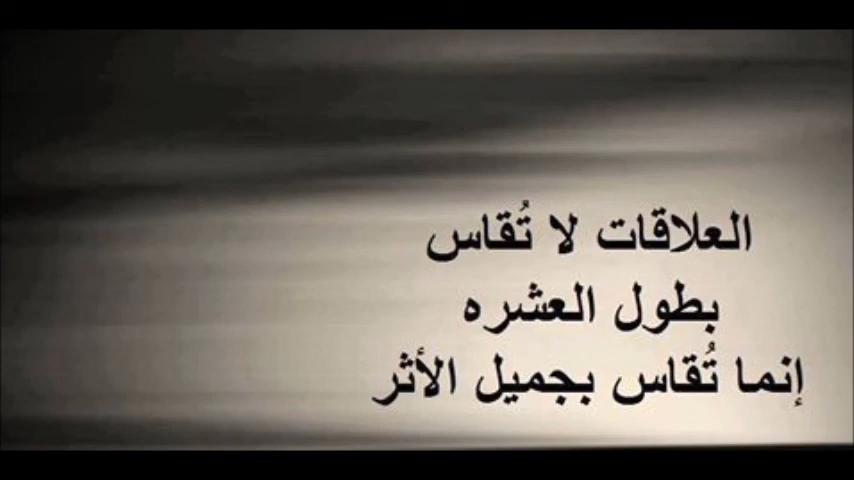 العلاقات لا تُقاس
بطول العشره
إنما تُقاس بجميل الأثر